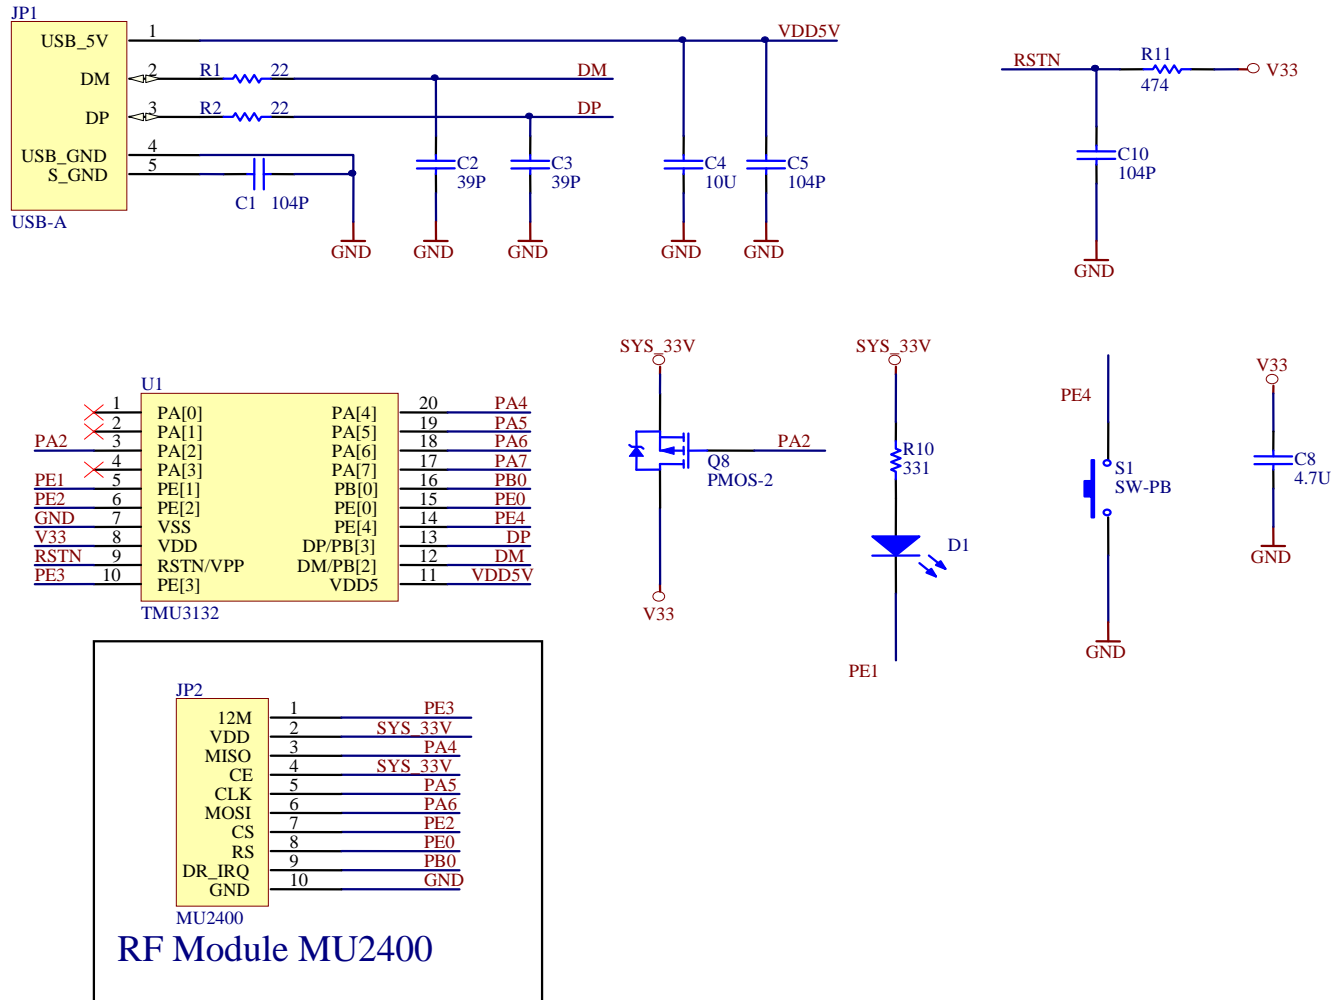 JP1
USB_5V 1 VDD5V
DM 2 R1 22 DM
DP 3 R2 22 DP
USB_GND 4
S_GND 5
C1 104P
USB-A
C2
39P
C3
39P
C4
10U
C5
104P
GND GND GND GND GND
RSTN R11
474
V33
C10
104P
GND
U1
1 PA[0] PA[4] 20 PA4
2 PA[1] PA[5] 19 PA5
PA2 3 PA[2] PA[6] 18 PA6
4 PA[3] PA[7] 17 PA7
PE1 5 PE[1] PB[0] 16 PB0
PE2 6 PE[2] PE[0] 15 PE0
GND 7 VSS PE[4] 14 PE4
V33 8 VDD DP/PB[3] 13 DP
RSTN 9 RSTN/VPP DM/PB[2] 12 DM
PE3 10 PE[3] VDD5 11 VDD5V
TMU3132
SYS_33V
PA2
Q8
PMOS-2
V33
SYS_33V
R10
331
D1
PE1
PE4
S1
SW-PB
GND
V33
C8
4.7U
GND
JP2
12M 1 PE3
VDD 2 SYS_33V
MISO 3 PA4
CE 4 SYS_33V
CLK 5 PA5
MOSI 6 PA6
CS 7 PE2
RS 8 PE0
DR_IRQ 9 PB0
GND 10 GND
MU2400
RF Module MU2400